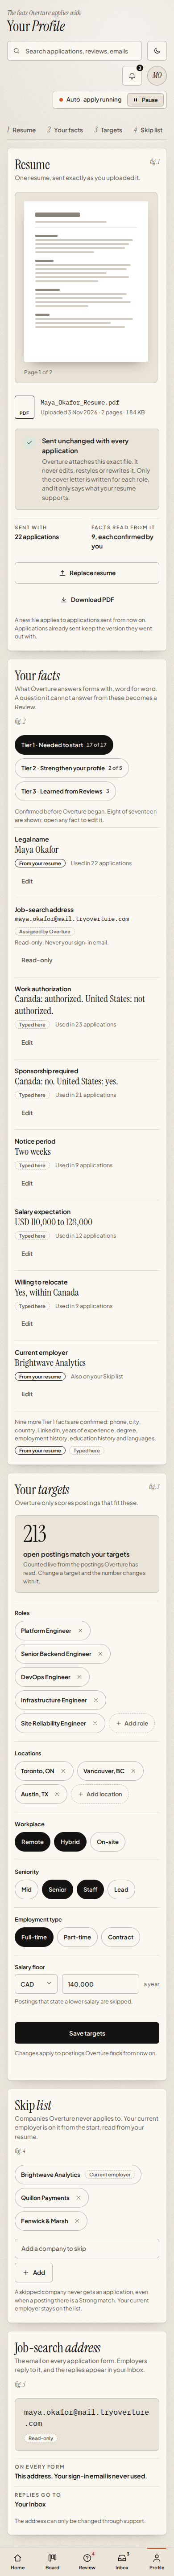 The facts Overture applies with
Your Profile
Search applications, reviews, emails
3
MO
Auto-apply running
Pause
1 Resume
2 Your facts
3 Targets
4 Skip list
Resume
fig. 1
One resume, sent exactly as you uploaded it.
Page 1 of 2
PDF
Maya_Okafor_Resume.pdf
Uploaded 3 Nov 2026 · 2 pages · 184 KB
Sent unchanged with every
application
Overture attaches this exact file. It
never edits, restyles or rewrites it. Only
the cover letter is written for each role,
and it only says what your resume
supports.
SENT WITH
22 applications
FACTS READ FROM IT
9, each confirmed by
you
Replace resume
Download PDF
A new file applies to applications sent from now on.
Applications already sent keep the version they went
out with.
Your facts
What Overture answers forms with, word for word.
A question it cannot answer from these becomes a
Review.
fig. 2
Tier 1 · Needed to start 17 of 17
Tier 2 · Strengthen your profile 2 of 5
Tier 3 · Learned from Reviews 3
Confirmed before Overture began. Eight of seventeen
are shown; open any fact to edit it.
Legal name
Maya Okafor
From your resume
Used in 22 applications
Edit
Job-search address
maya.okafor@mail.tryoverture.com
Assigned by Overture
Read-only. Never your sign-in email.
Read-only
Work authorization
Canada: authorized. United States: not
authorized.
Typed here
Used in 23 applications
Edit
Sponsorship required
Canada: no. United States: yes.
Typed here
Used in 21 applications
Edit
Notice period
Two weeks
Typed here
Used in 9 applications
Edit
Salary expectation
USD 110,000 to 128,000
Typed here
Used in 12 applications
Edit
Willing to relocate
Yes, within Canada
Typed here
Used in 9 applications
Edit
Current employer
Brightwave Analytics
From your resume
Also on your Skip list
Edit
Nine more Tier 1 facts are confirmed: phone, city,
country, LinkedIn, years of experience, degree,
employment history, education history and languages.
From your resume
Typed here
Your targets
fig. 3
Overture only scores postings that fit these.
213
open postings match your targets
Counted live from the postings Overture has
read. Change a target and the number changes
with it.
Roles
Platform Engineer
Senior Backend Engineer
DevOps Engineer
Infrastructure Engineer
Site Reliability Engineer
Add role
Locations
Toronto, ON
Vancouver, BC
Austin, TX
Add location
Workplace
Remote
Hybrid
On-site
Seniority
Mid
Senior
Staff
Lead
Employment type
Full-time
Part-time
Contract
Salary floor
CAD
140,000
a year
Postings that state a lower salary are skipped.
Save targets
Changes apply to postings Overture finds from now on.
Skip list
Companies Overture never applies to. Your current
employer is on it from the start, read from your
resume.
fig. 4
Brightwave Analytics
Current employer
Quillon Payments
Fenwick & Marsh
Add a company to skip
Add
A skipped company never gets an application, even
when a posting there is a Strong match. Your current
employer stays on the list.
Job-search address
The email on every application form. Employers
reply to it, and the replies appear in your Inbox.
fig. 5
maya.okafor@mail.tryoverture
.com
Read-only
ON EVERY FORM
This address. Your sign-in email is never used.
REPLIES GO TO
Your Inbox
The address can only be changed through support.
4
3
Home
Board
Review
Inbox
Profile